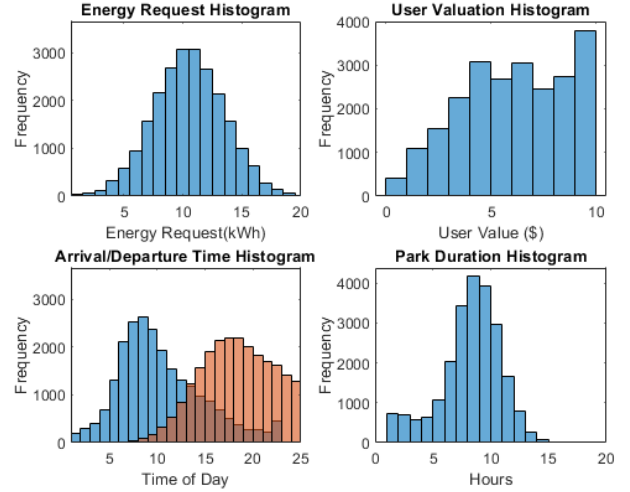 Energy Request Histogram
Frequency
3000
2000
1000
0
5
10
15
20
Energy Request(kWh)
User Valuation Histogram
Frequency
4000
3000
2000
1000
0
0
5
10
User Value ($)
Arrival/Departure Time Histogram
Frequency
3000
2000
1000
0
5
10
15
20
25
Time of Day
Park Duration Histogram
Frequency
4000
3000
2000
1000
0
0
5
10
15
20
Hours